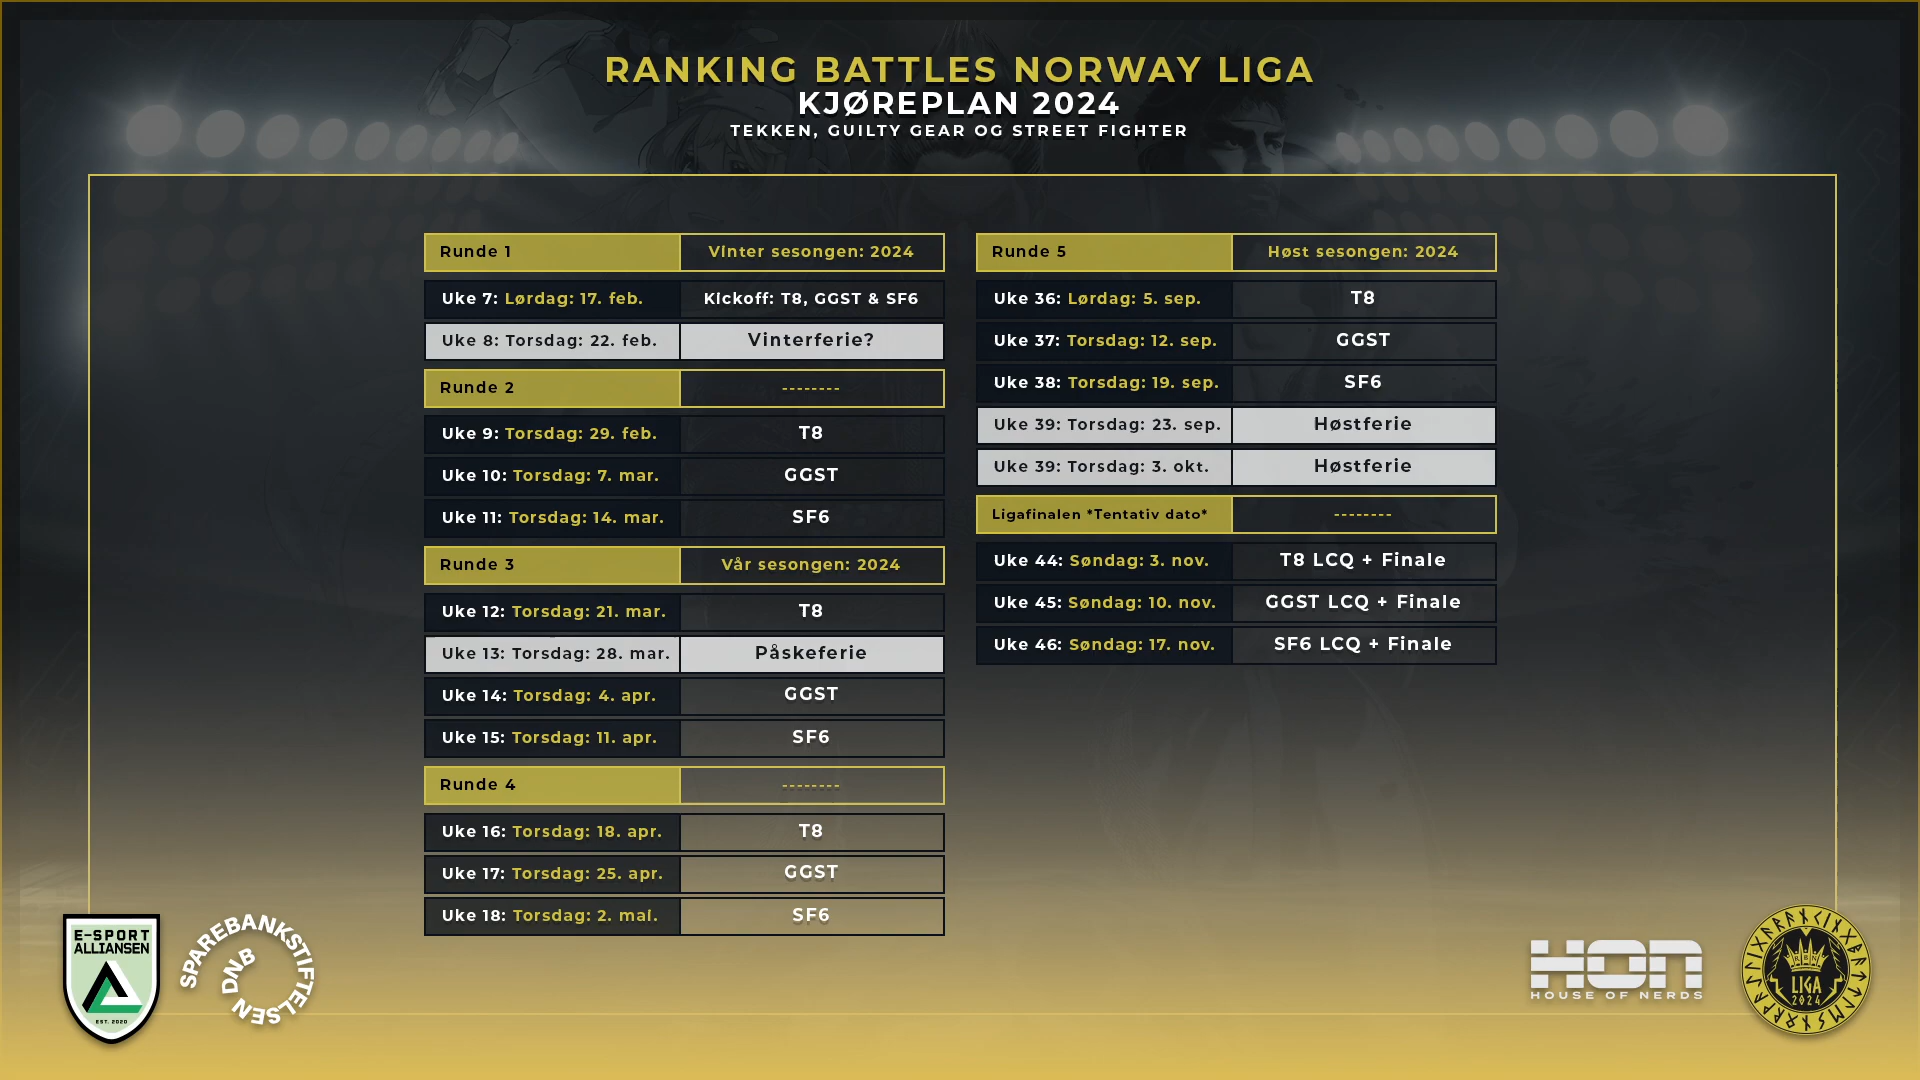 RANKING BATTLES NORWAY LIGA
KJØREPLAN 2024
TEKKEN, GUILTY GEAR OG STREET FIGHTER
Runde 1 Vinter sesongen: 2024
Uke 7: Lørdag: 17. feb. Kickoff: T8, GGST & SF6
Uke 8: Torsdag: 22. feb. Vinterferie?
Runde 2 --------
Uke 9: Torsdag: 29. feb. T8
Uke 10: Torsdag: 7. mar. GGST
Uke 11: Torsdag: 14. mar. SF6
Runde 3 Vår sesongen: 2024
Uke 12: Torsdag: 21. mar. T8
Uke 13: Torsdag: 28. mar. Påskeferie
Uke 14: Torsdag: 4. apr. GGST
Uke 15: Torsdag: 11. apr. SF6
Runde 4 --------
Uke 16: Torsdag: 18. apr. T8
Uke 17: Torsdag: 25. apr. GGST
Uke 18: Torsdag: 2. mai. SF6
Runde 5 Høst sesongen: 2024
Uke 36: Lørdag: 5. sep. T8
Uke 37: Torsdag: 12. sep. GGST
Uke 38: Torsdag: 19. sep. SF6
Uke 39: Torsdag: 23. sep. Høstferie
Uke 39: Torsdag: 3. okt. Høstferie
Ligafinalen *Tentativ dato* --------
Uke 44: Søndag: 3. nov. T8 LCQ + Finale
Uke 45: Søndag: 10. nov. GGST LCQ + Finale
Uke 46: Søndag: 17. nov. SF6 LCQ + Finale
E-SPORT
ALLIANSEN
EST. 2020
SPAREBANKSTIFTELSEN
DNB
HON
HOUSE OF NERDS
LIGA
2024